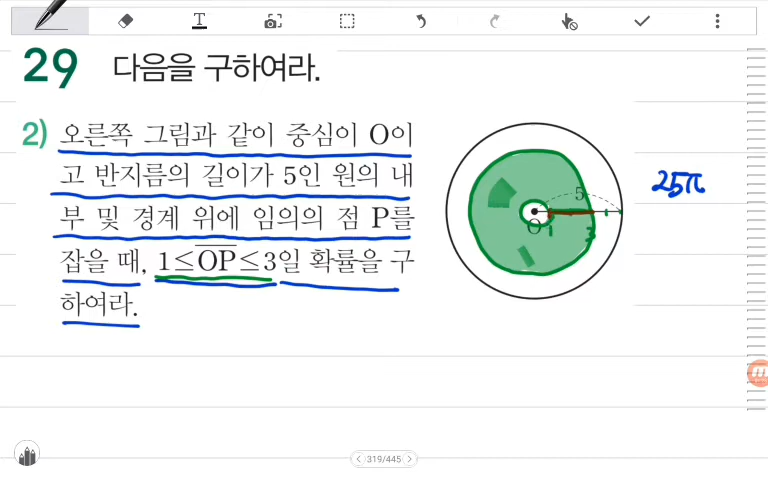 T
29 다음을 구하여라.
2) 오른쪽 그림과 같이 중심이 O이
고 반지름의 길이가 5인 원의 내
부 및 경계 위에 임의의 점 P를
잡을 때, 1≤OP≤3일 확률을 구
하여라.
5
O 1 3
25π
319/445